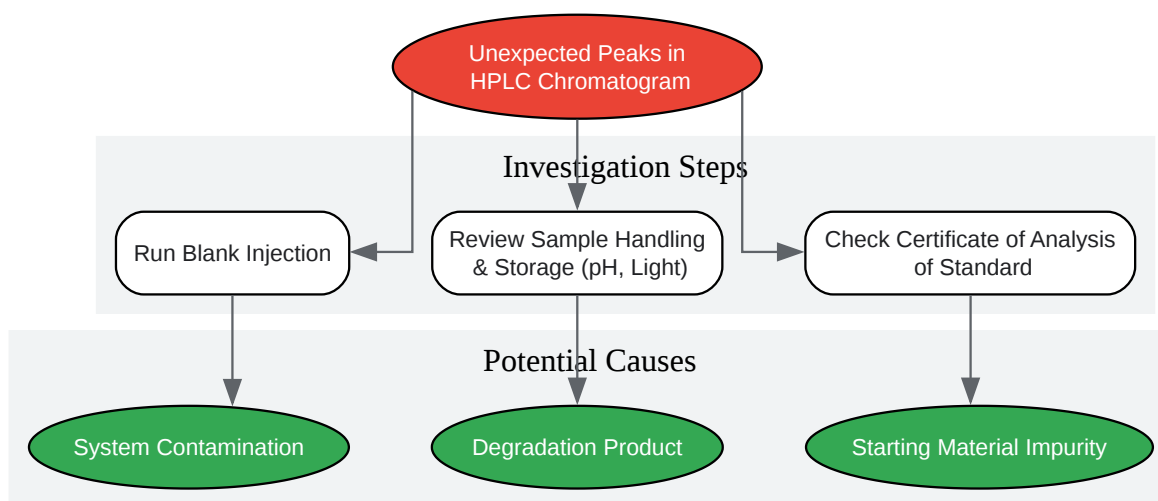 Unexpected Peaks in
HPLC Chromatogram
Investigation Steps
Run Blank Injection
Review Sample Handling
& Storage (pH, Light)
Check Certificate of Analysis
of Standard
Potential Causes
System Contamination
Degradation Product
Starting Material Impurity